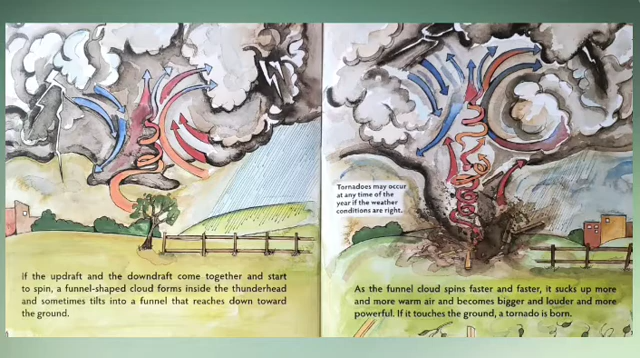 If the updraft and the downdraft come together and start
to spin, a funnel-shaped cloud forms inside the thunderhead
and sometimes tilts into a funnel that reaches down toward
the ground.
Tornadoes may occur
at any time of the
year if the weather
conditions are right.
As the funnel cloud spins faster and faster, it sucks up more
and more warm air and becomes bigger and louder and more
powerful. If it touches the ground, a tornado is born.